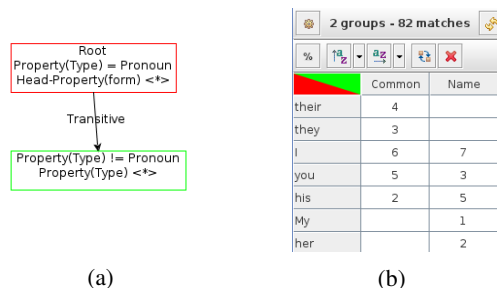 Root
Property(Type) = Pronoun
Head-Property(form) <*>
Transitive
Property(Type) != Pronoun
Property(Type) <*>
(a)
2 groups - 82 matches
% a z a z
Common Name
their 4
they 3
I 6 7
you 5 3
his 2 5
My 1
her 2
(b)